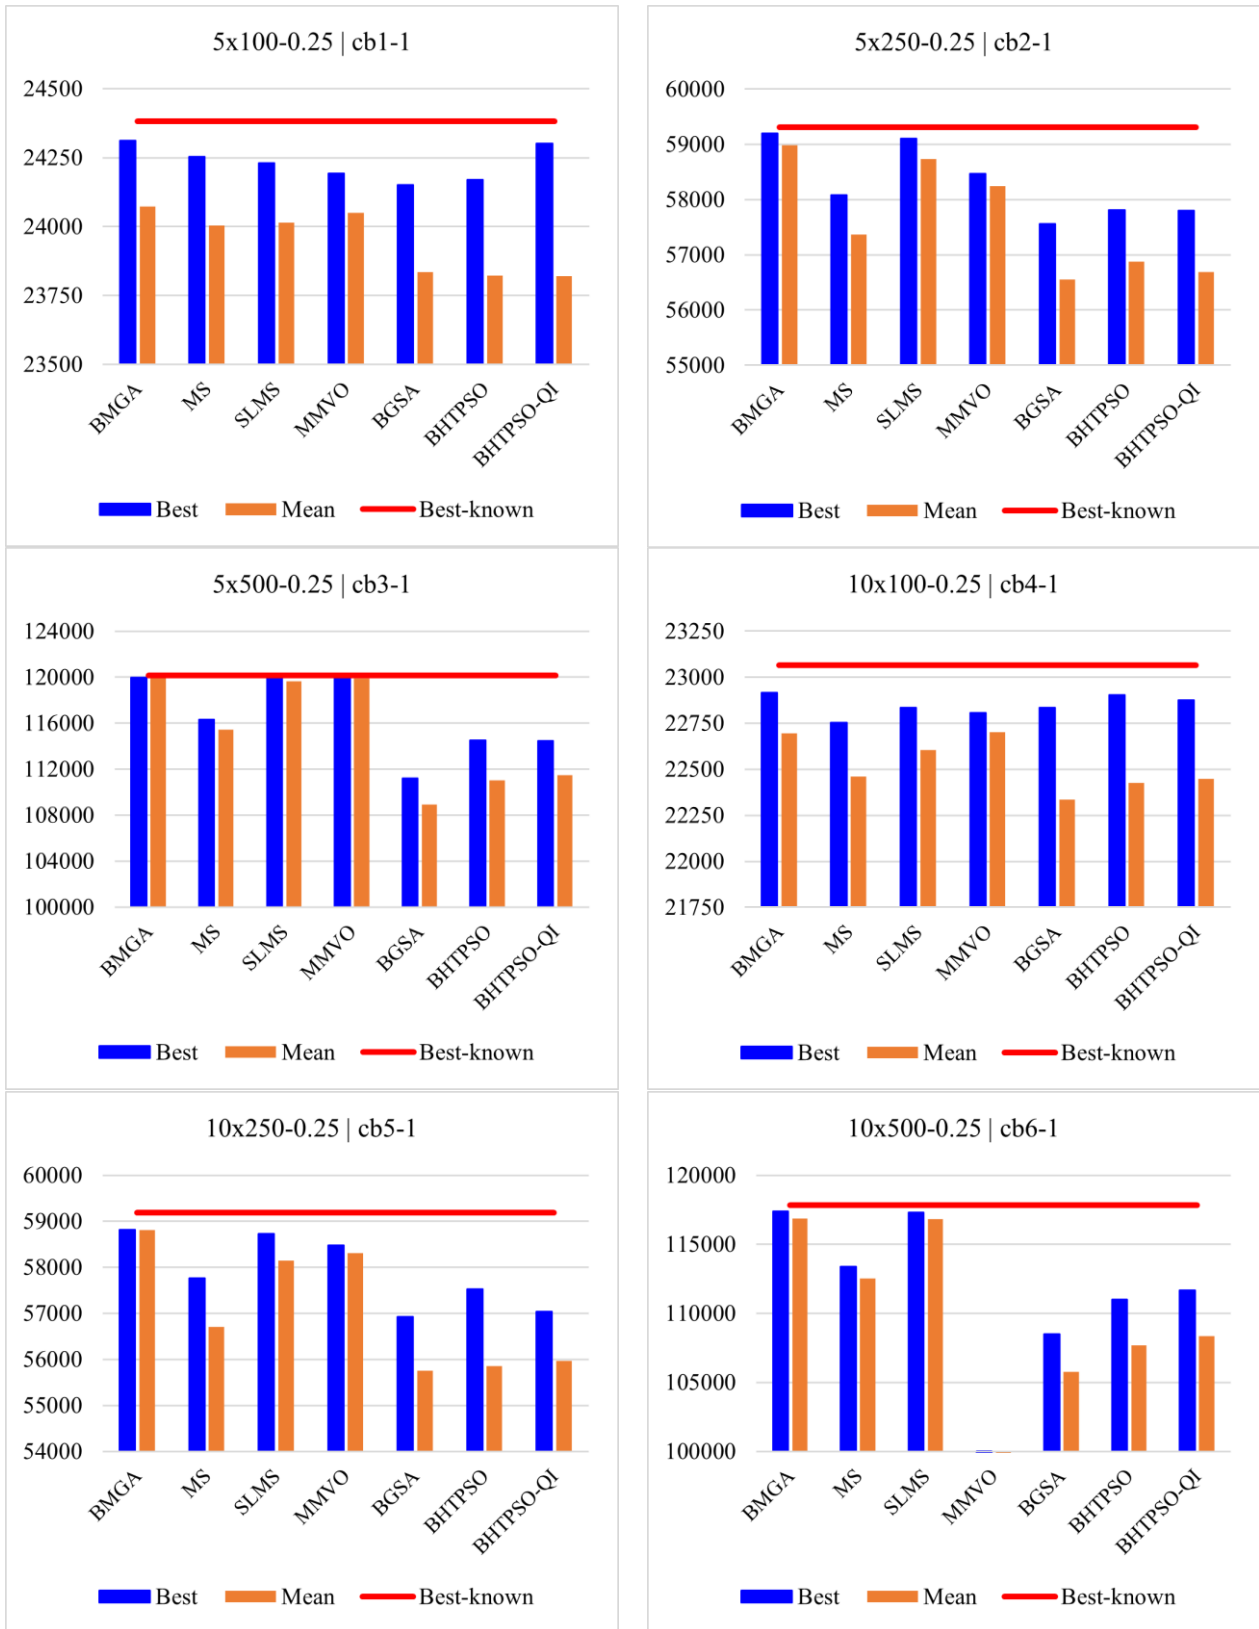 5x100-0.25 | cb1-1
24500
24250
24000
23750
23500
BMGA MS SLMS MMVO BGSA BHTPSO BHTPSO-QI
Best Mean Best-known
5x250-0.25 | cb2-1
60000
59000
58000
57000
56000
55000
BMGA MS SLMS MMVO BGSA BHTPSO BHTPSO-QI
Best Mean Best-known
5x500-0.25 | cb3-1
124000
120000
116000
112000
108000
104000
100000
BMGA MS SLMS MMVO BGSA BHTPSO BHTPSO-QI
Best Mean Best-known
10x100-0.25 | cb4-1
23250
23000
22750
22500
22250
22000
21750
BMGA MS SLMS MMVO BGSA BHTPSO BHTPSO-QI
Best Mean Best-known
10x250-0.25 | cb5-1
60000
59000
58000
57000
56000
55000
54000
BMGA MS SLMS MMVO BGSA BHTPSO BHTPSO-QI
Best Mean Best-known
10x500-0.25 | cb6-1
120000
115000
110000
105000
100000
BMGA MS SLMS MMVO BGSA BHTPSO BHTPSO-QI
Best Mean Best-known